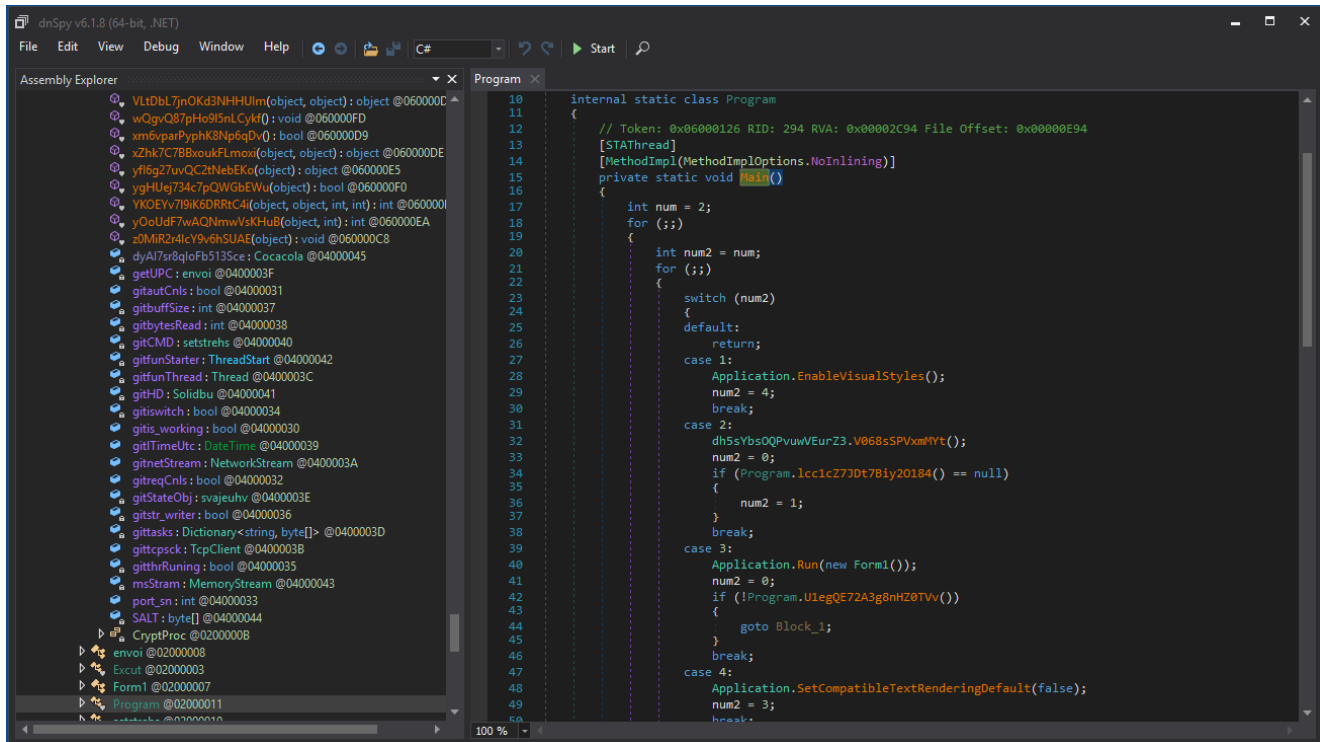 dnSpy v6.1.8 (64-bit, .NET)
File Edit View Debug Window Help C# Start
Assembly Explorer
VLtDbL7jnOKd3NHHUlm(object, object) : object @060000D
wQgvQ87pHo9I5nLCykf() : void @060000FD
xm6vparPyphK8Np6qDv() : bool @060000D9
xZhk7C7BBxoukFLmoxi(object, object) : object @060000DE
yfI6g27uvQC2tNebEKo(object) : object @060000E5
ygHUej734c7pQWGbEWu(object) : bool @060000F0
YKOEYv7I9iK6DRRtC4i(object, object, int, int) : int @060000
yOoUdF7wAQNmwVsKHuB(object, int) : int @060000EA
z0MiR2r4lcY9v6hSUAE(object) : void @060000C8
dyAI7sr8qIoFb513Sce : Cocacola @04000045
getUPC : envoi @0400003F
gitautCnls : bool @04000031
gitbuffSize : int @04000037
gitbytesRead : int @04000038
gitCMD : setstrehs @04000040
gitfunStarter : ThreadStart @04000042
gitfunThread : Thread @0400003C
gitHD : Solidbu @04000041
gitiswitch : bool @04000034
gitis_working : bool @04000030
gitlTimeUtc : DateTime @04000039
gitnetStream : NetworkStream @0400003A
gitreqCnls : bool @04000032
gitStateObj : svajeuhv @0400003E
gitstr_writer : bool @04000036
gittasks : Dictionary<string, byte[]> @0400003D
gittcpsck : TcpClient @0400003B
gitthrRuning : bool @04000035
msStram : MemoryStream @04000043
port_sn : int @04000033
SALT : byte[] @04000044
CryptProc @0200000B
envoi @02000008
Excut @02000003
Form1 @02000007
Program @02000011
Program
10 internal static class Program
11 {
12 // Token: 0x06000126 RID: 294 RVA: 0x00002C94 File Offset: 0x00000E94
13 [STAThread]
14 [MethodImpl(MethodImplOptions.NoInlining)]
15 private static void Main()
16 {
17 int num = 2;
18 for (;;)
19 {
20 int num2 = num;
21 for (;;)
22 {
23 switch (num2)
24 {
25 default:
26 return;
27 case 1:
28 Application.EnableVisualStyles();
29 num2 = 4;
30 break;
31 case 2:
32 dh5sYbsOQPvuwVEurZ3.V068sSPVxmMYt();
33 num2 = 0;
34 if (Program.lcc1cZ7JDt7Biy2O184() == null)
35 {
36 num2 = 1;
37 }
38 break;
39 case 3:
40 Application.Run(new Form1());
41 num2 = 0;
42 if (!Program.U1egQE72A3g8nHZ0TVv())
43 {
44 goto Block_1;
45 }
46 break;
47 case 4:
48 Application.SetCompatibleTextRenderingDefault(false);
49 num2 = 3;
50 break;
100 %